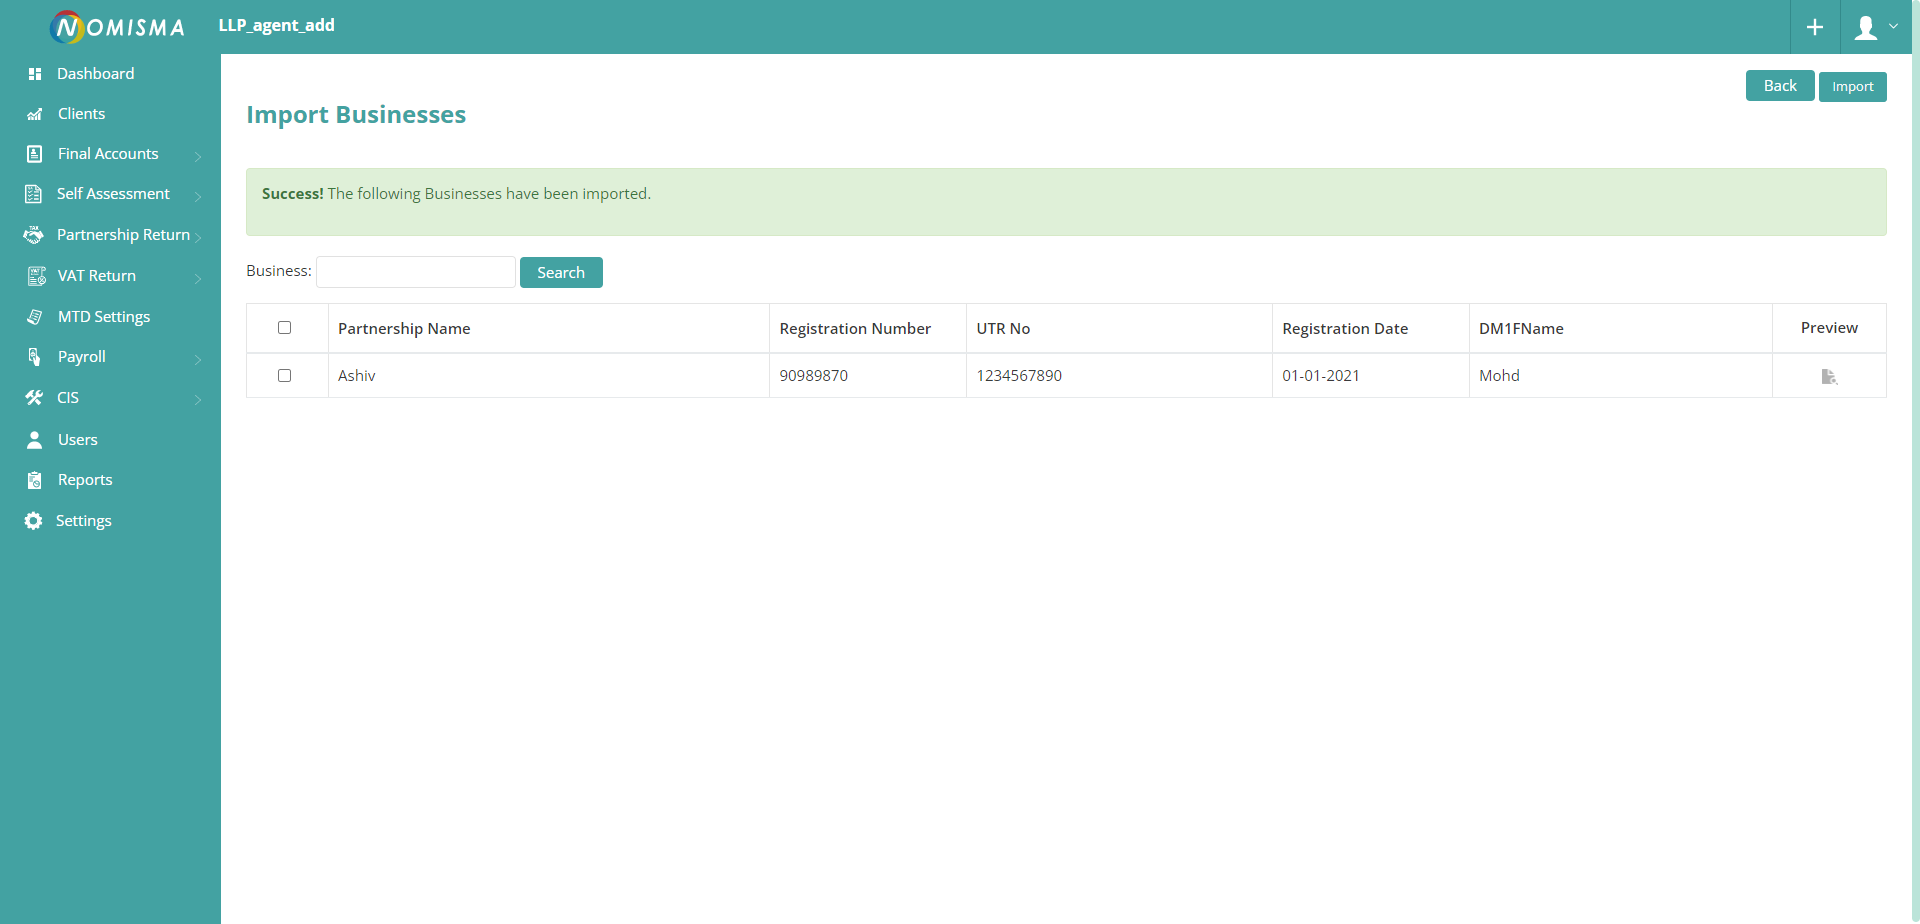 NOMISMA
LLP_agent_add
Dashboard
Clients
Final Accounts
Self Assessment
Partnership Return
VAT Return
MTD Settings
Payroll
CIS
Users
Reports
Settings
Back
Import
Import Businesses
Success! The following Businesses have been imported.
Business:
Search
Partnership Name
Registration Number
UTR No
Registration Date
DM1FName
Preview
Ashiv
90989870
1234567890
01-01-2021
Mohd